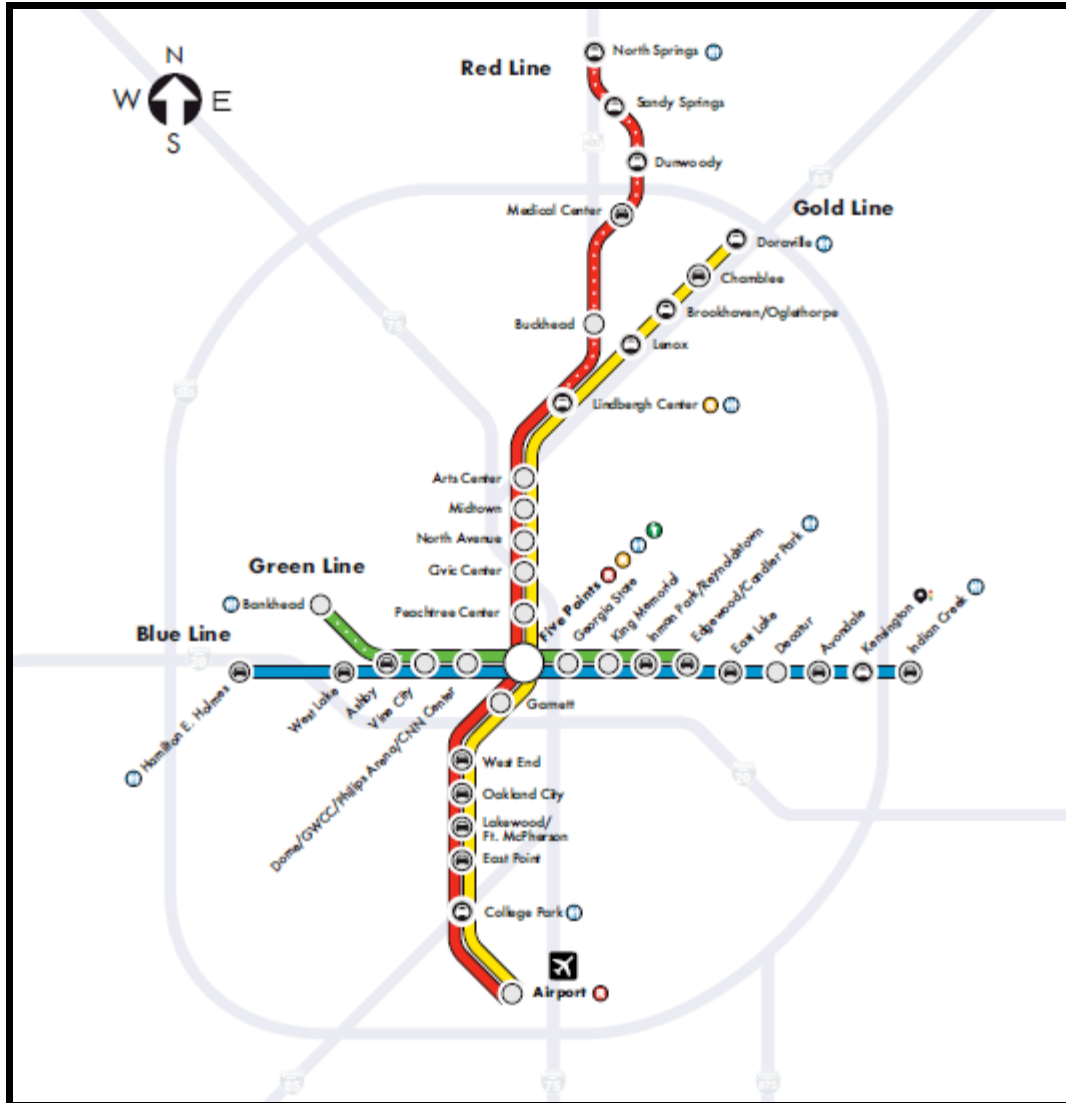 N
W E
S
Red Line
North Springs
Sandy Springs
Dunwoody
Medical Center
Gold Line
Doraville
Chamblee
Brookhaven/Oglethorpe
Buckhead
Lenox
Lindbergh Center
Arts Center
Midtown
North Avenue
Civic Center
Peachtree Center
Green Line
Bankhead
Blue Line
Five Points
Georgia State
King Memorial
Inman Park/Reynoldstown
Edgewood/Candler Park
East Lake
Decatur
Avondale
Kensington
Indian Creek
Hamilton E. Holmes
West Lake
Ashby
Vine City
Dome/GWCC/Philips Arena/CNN Center
Garnett
West End
Oakland City
Lakewood/
Ft. McPherson
East Point
College Park
Airport